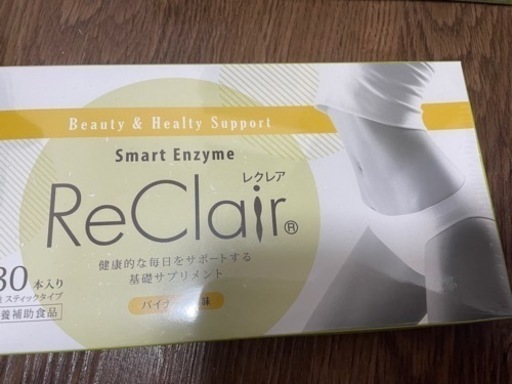 Beauty & Healty Support
Smart Enzyme
レクレア
ReClair®
健康的な毎日をサポートする
基礎サプリメント
30 本入り
スティックタイプ
養補助食品
味